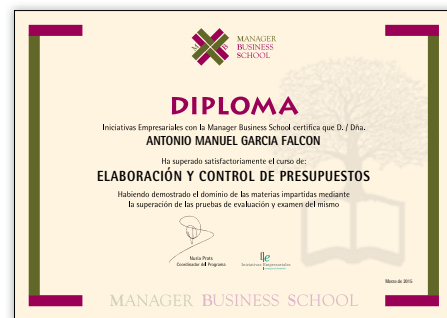 MANAGER
BUSINESS
SCHOOL
M B
DIPLOMA
Iniciativas Empresariales con la Manager Business School certifica que D. / Dña.
ANTONIO MANUEL GARCIA FALCON
Ha superado satisfactoriamente el curso de:
ELABORACIÓN Y CONTROL DE PRESUPUESTOS
Habiendo demostrado el dominio de las materias impartidas mediante
la superación de las pruebas de evaluación y examen del mismo
Nuria Prats
Coordinador del Programa
Iniciativas Empresariales
Marzo de 2015
MANAGER BUSINESS SCHOOL